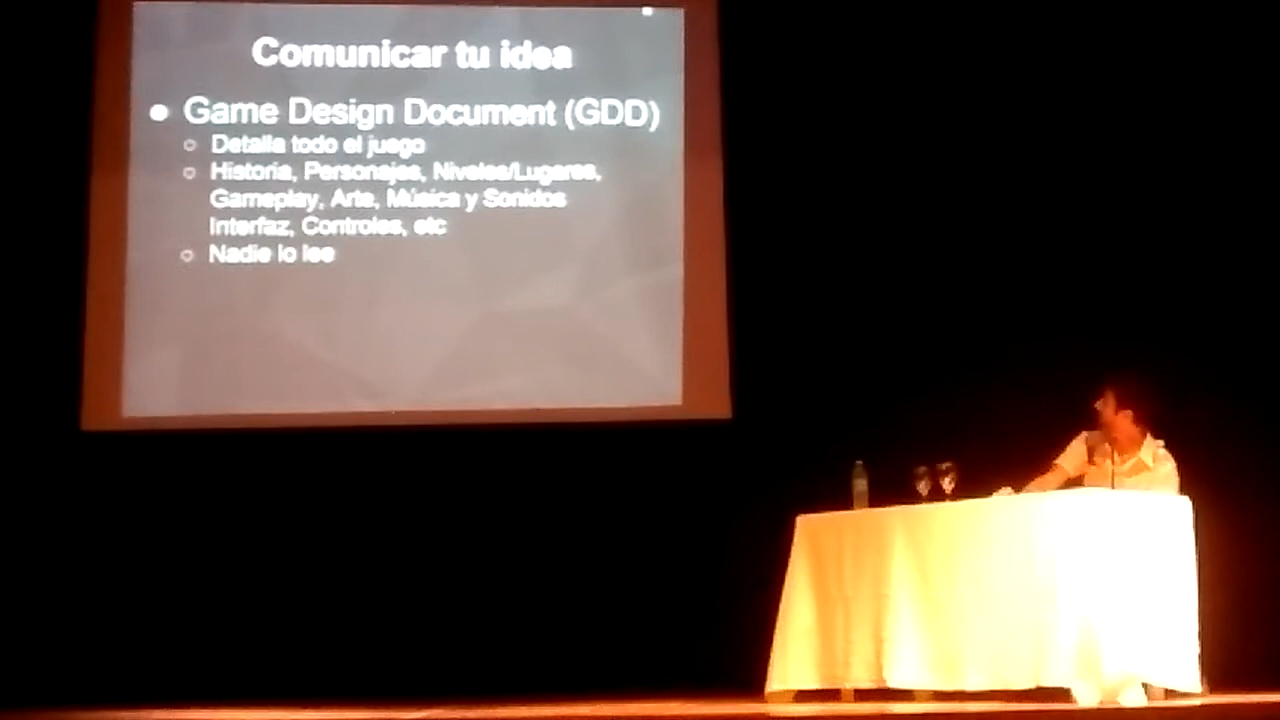 Comunicar tu idea
● Game Design Document (GDD)
○ Detalla todo el juego
○ Historia, Personajes, Niveles/Lugares,
Gameplay, Arte, Música y Sonidos
Interfaz, Controles, etc
○ Nadie lo lee